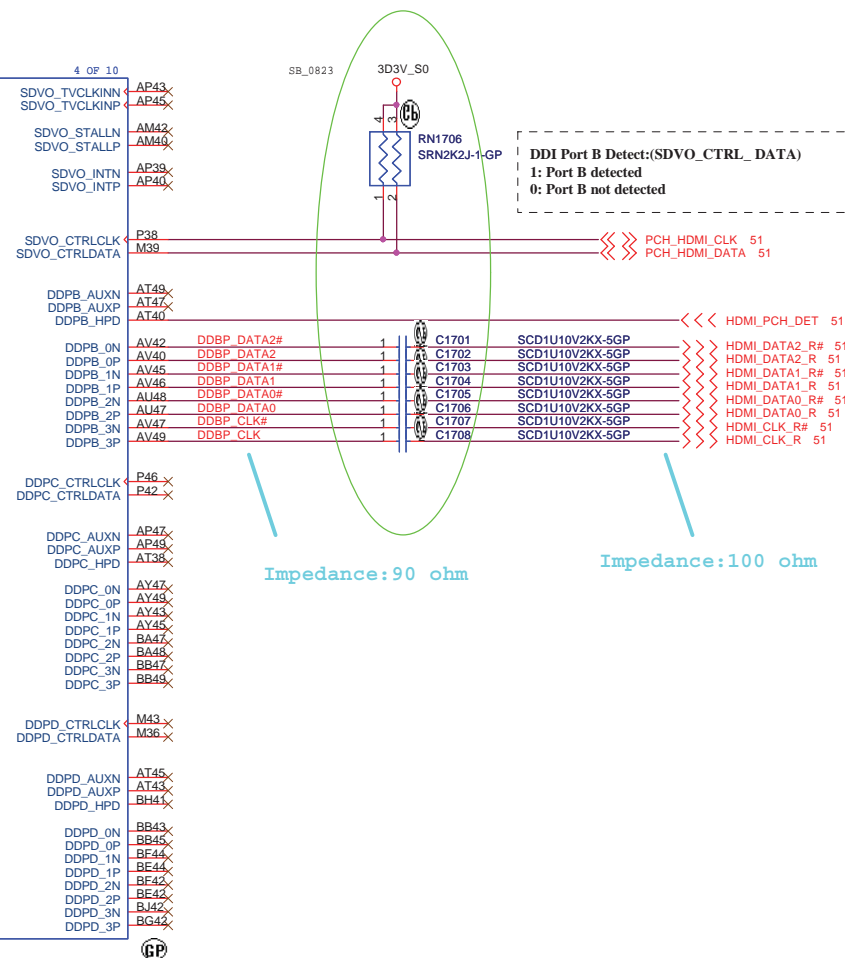 4 OF 10
SB_0823
3D3V_S0
SDVO_TVCLKINN AP43
SDVO_TVCLKINP AP45
SDVO_STALLN AM42
SDVO_STALLP AM40
SDVO_INTN AP39
SDVO_INTP AP40
4 3
RN1706
SRN2K2J-1-GP
1 2
DDI Port B Detect:(SDVO_CTRL_ DATA)
1: Port B detected
0: Port B not detected
SDVO_CTRLCLK P38 PCH_HDMI_CLK 51
SDVO_CTRLDATA M39 PCH_HDMI_DATA 51
DDPB_AUXN AT49
DDPB_AUXP AT47
DDPB_HPD AT40 HDMI_PCH_DET 51
DDPB_0N AV42 DDBP_DATA2# 1 C1701 SCD1U10V2KX-5GP HDMI_DATA2_R# 51
DDPB_0P AV40 DDBP_DATA2 1 C1702 SCD1U10V2KX-5GP HDMI_DATA2_R 51
DDPB_1N AV45 DDBP_DATA1# 1 C1703 SCD1U10V2KX-5GP HDMI_DATA1_R# 51
DDPB_1P AV46 DDBP_DATA1 1 C1704 SCD1U10V2KX-5GP HDMI_DATA1_R 51
DDPB_2N AU48 DDBP_DATA0# 1 C1705 SCD1U10V2KX-5GP HDMI_DATA0_R# 51
DDPB_2P AU47 DDBP_DATA0 1 C1706 SCD1U10V2KX-5GP HDMI_DATA0_R 51
DDPB_3N AV47 DDBP_CLK# 1 C1707 SCD1U10V2KX-5GP HDMI_CLK_R# 51
DDPB_3P AV49 DDBP_CLK 1 C1708 SCD1U10V2KX-5GP HDMI_CLK_R 51
DDPC_CTRLCLK P46
DDPC_CTRLDATA P42
Impedance:90 ohm
Impedance:100 ohm
DDPC_AUXN AP47
DDPC_AUXP AP49
DDPC_HPD AT38
DDPC_0N AY47
DDPC_0P AY49
DDPC_1N AY43
DDPC_1P AY45
DDPC_2N BA47
DDPC_2P BA48
DDPC_3N BB47
DDPC_3P BB49
DDPD_CTRLCLK M43
DDPD_CTRLDATA M36
DDPD_AUXN AT45
DDPD_AUXP AT43
DDPD_HPD BH41
DDPD_0N BB43
DDPD_0P BB45
DDPD_1N BF44
DDPD_1P BE44
DDPD_2N BF42
DDPD_2P BE42
DDPD_3N BJ42
DDPD_3P BG42
GP